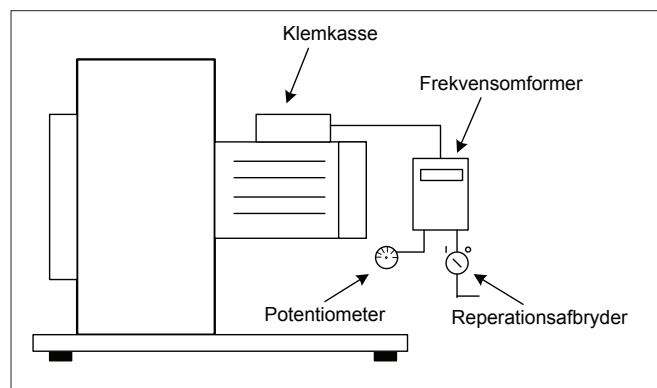 Klemkasse
Frekvensomformer
I O
Potentiometer
Reperationsafbryder